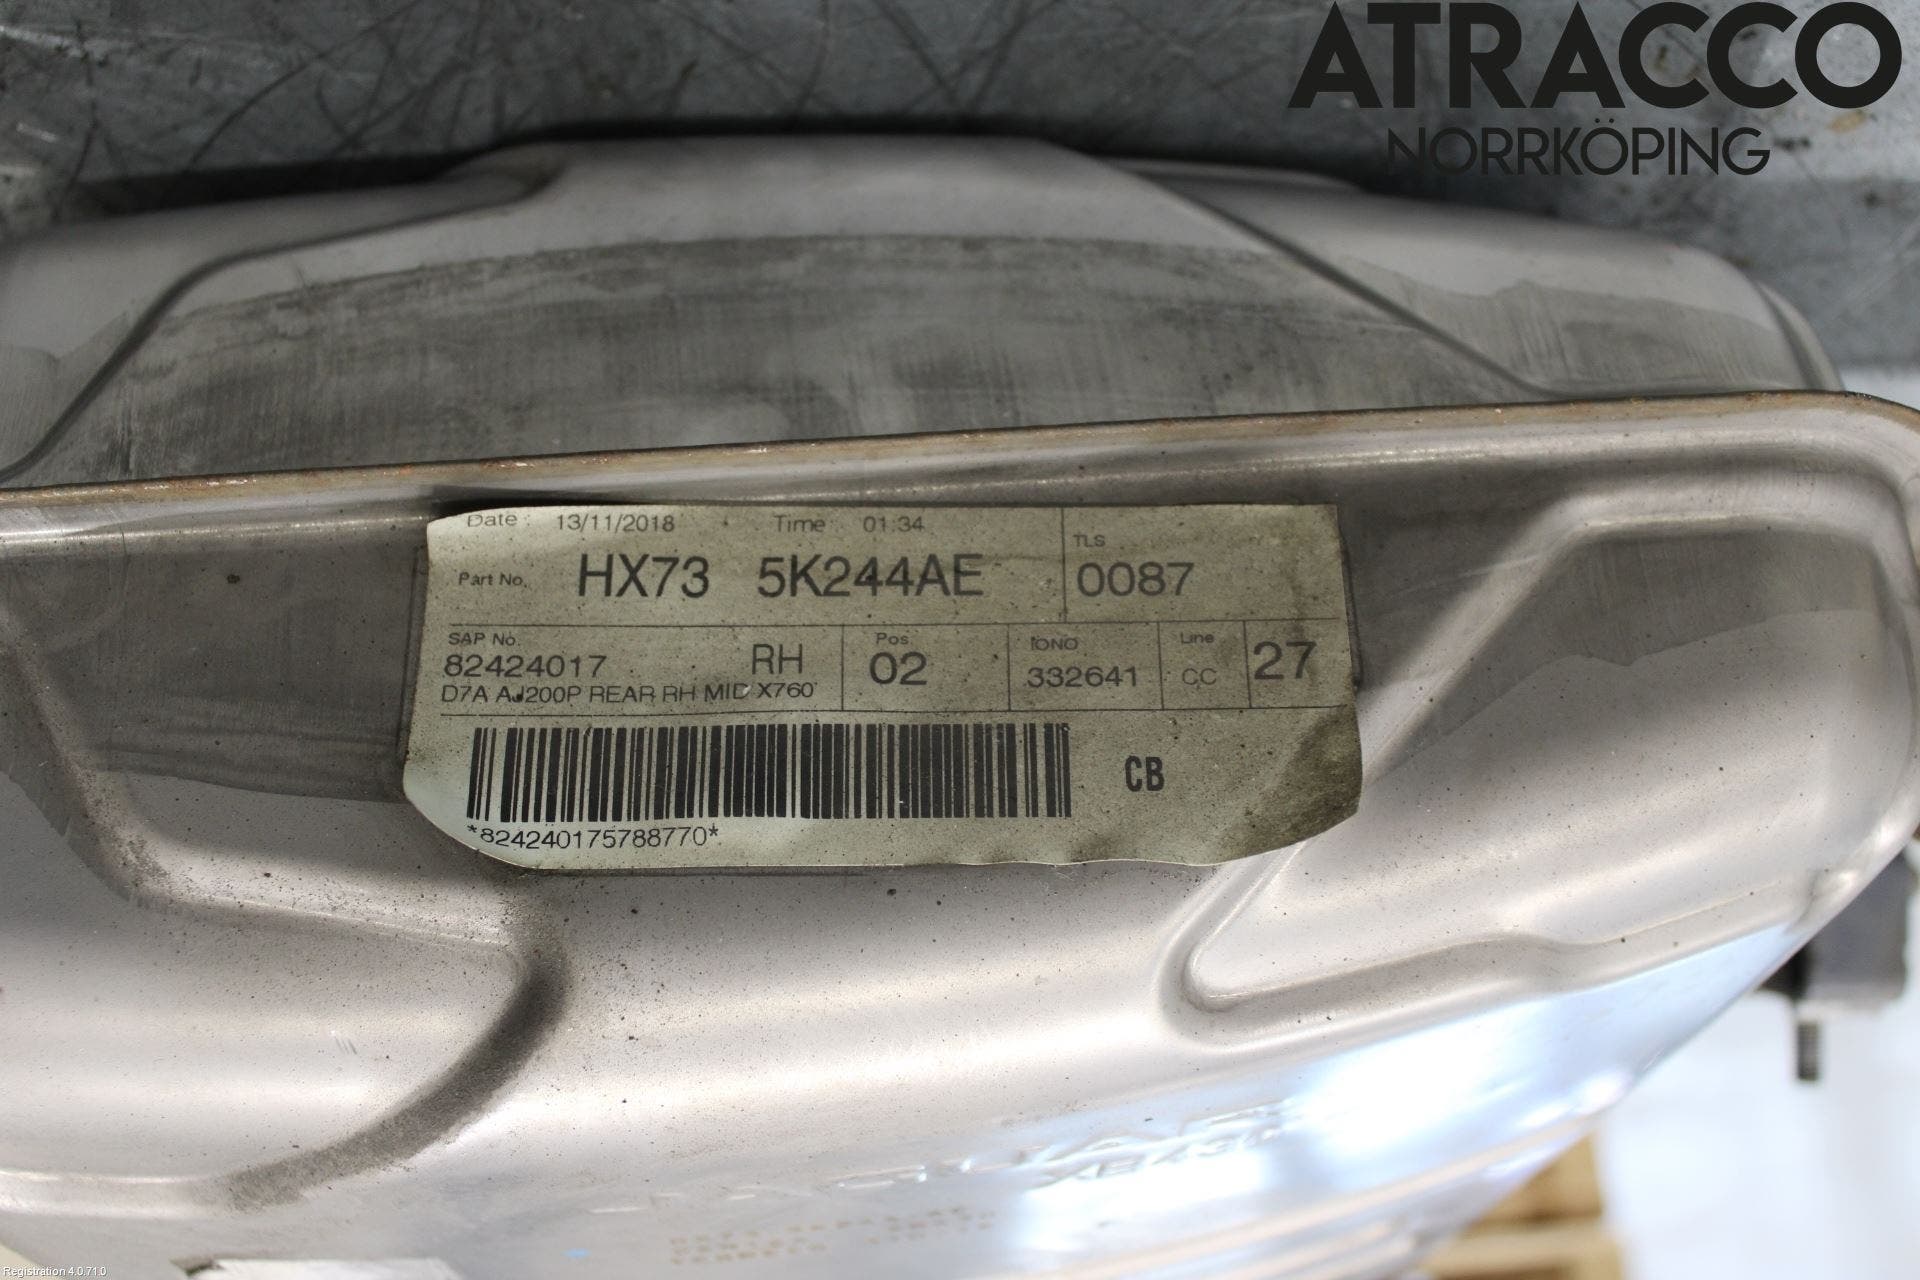 ATRACCO
NORRKÖPING
Date : 13/11/2018 Time : 01:34
TLS
Part No. HX73 5K244AE 0087
SAP No. RH Pos IONO Line
82424017 02 332641 CC 27
D7A AJ200P REAR RH MID X760
CB
*824240175788770*
JAGUAR
Registration 4.0.71.0